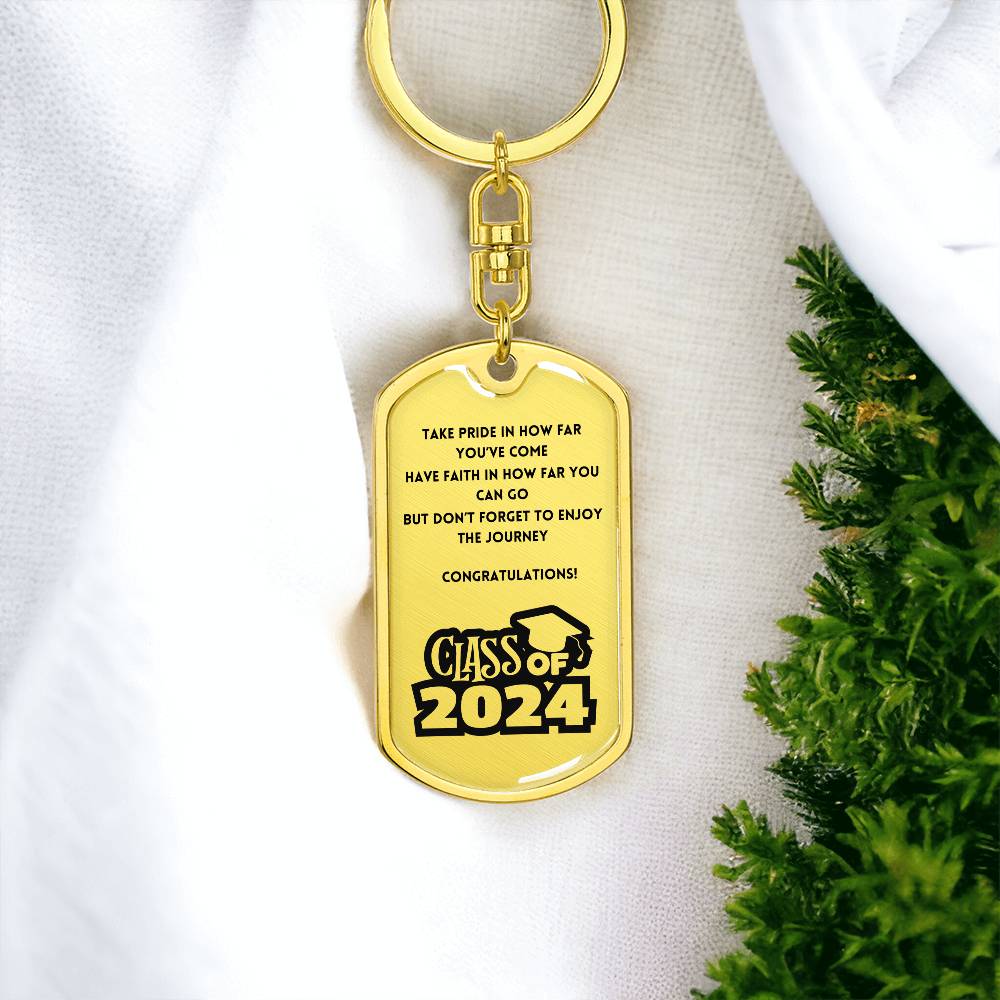 TAKE PRIDE IN HOW FAR
YOU'VE COME
HAVE FAITH IN HOW FAR YOU
CAN GO
BUT DON'T FORGET TO ENJOY
THE JOURNEY
CONGRATULATIONS!
CLASS OF
2024